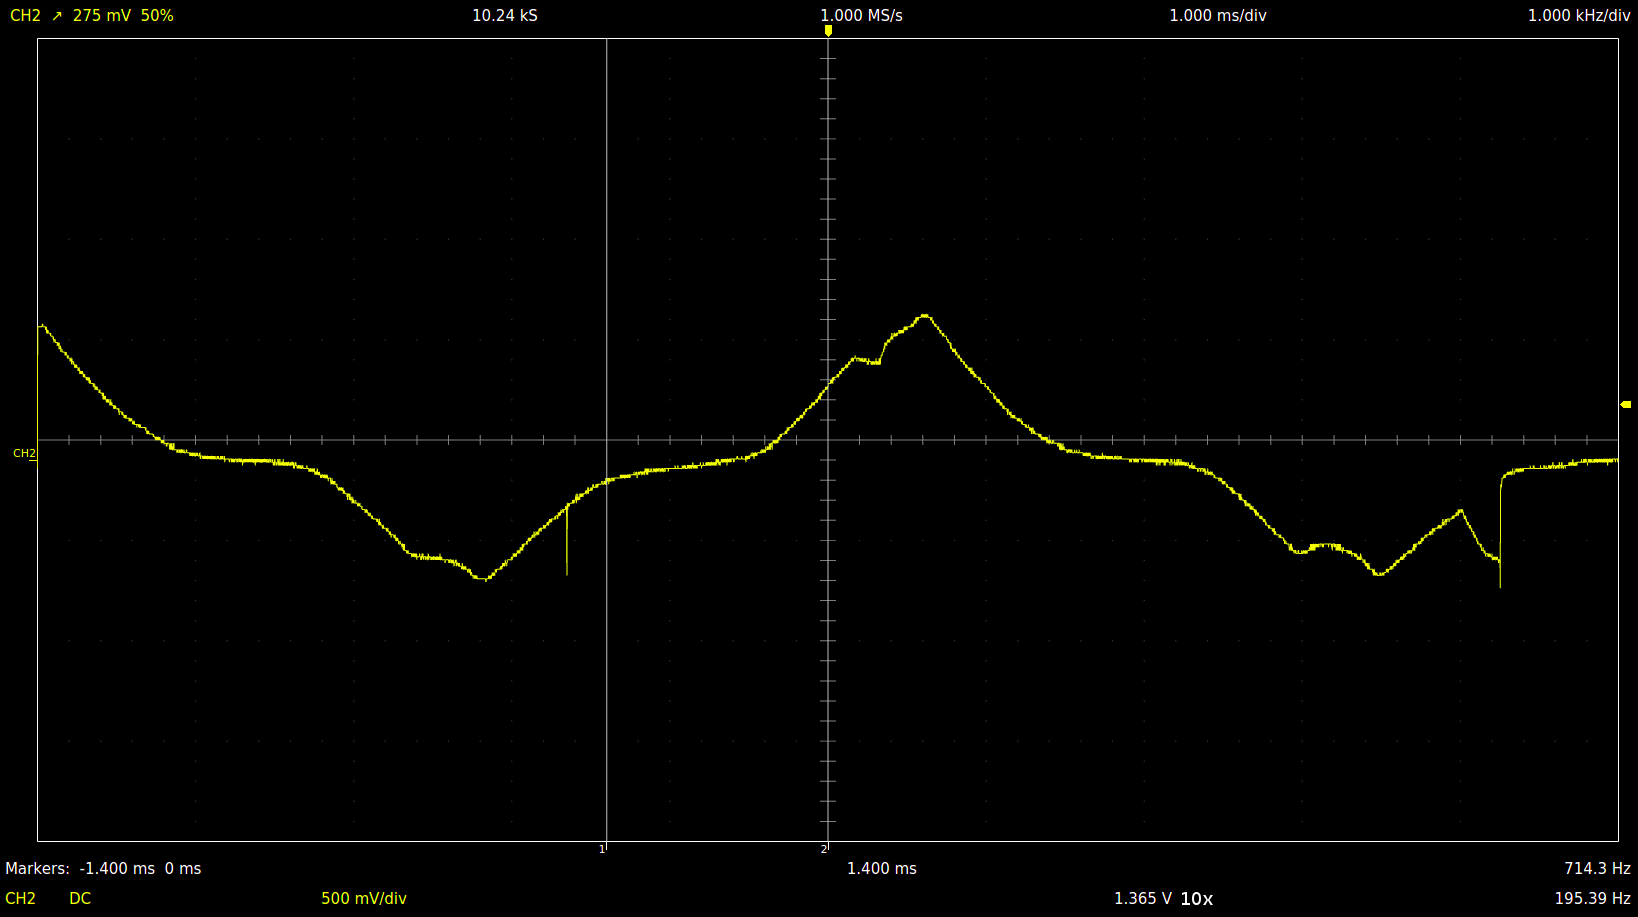 CH2 ↗ 275 mV 50% 10.24 kS 1.000 MS/s 1.000 ms/div 1.000 kHz/div
CH2
1 2
Markers: -1.400 ms 0 ms 1.400 ms 714.3 Hz
CH2 DC 500 mV/div 1.365 V 10x 195.39 Hz